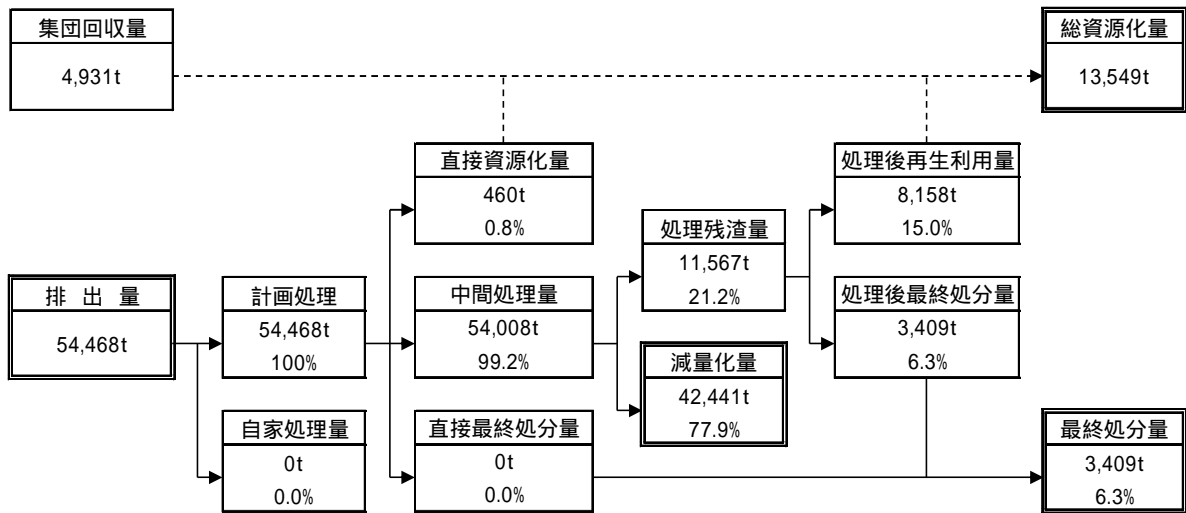 集団回収量
4,931t
総資源化量
13,549t
直接資源化量
460t
0.8%
処理後再生利用量
8,158t
15.0%
処理残渣量
11,567t
21.2%
排 出 量
54,468t
計画処理
54,468t
100%
中間処理量
54,008t
99.2%
処理後最終処分量
3,409t
6.3%
減量化量
42,441t
77.9%
自家処理量
0t
0.0%
直接最終処分量
0t
0.0%
最終処分量
3,409t
6.3%